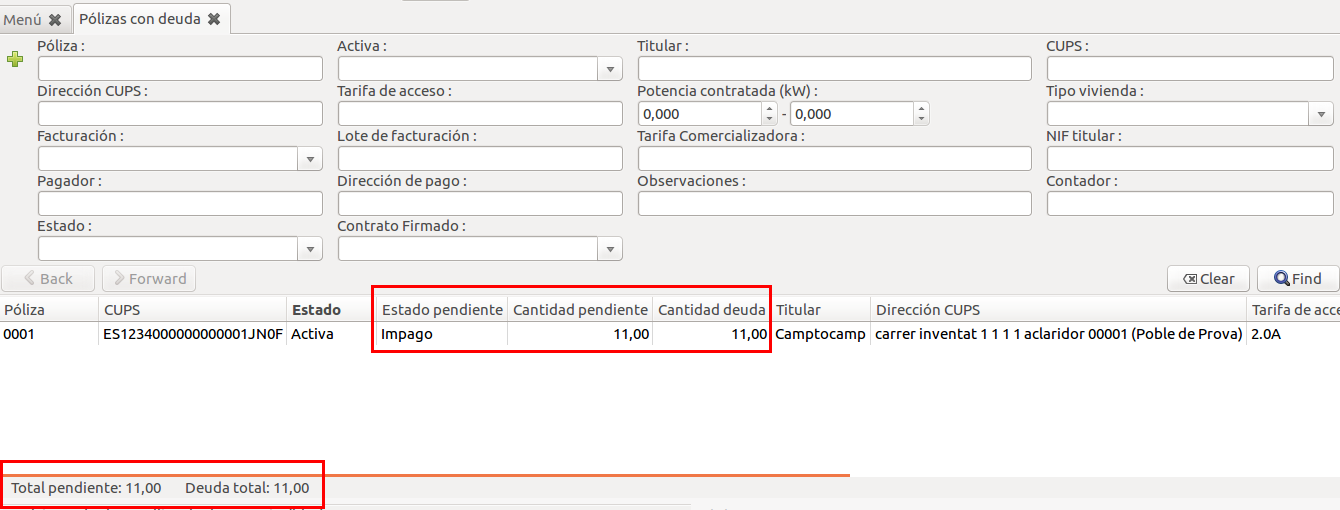 Menú Pólizas con deuda
Póliza : Activa : Titular : CUPS :
Dirección CUPS : Tarifa de acceso : Potencia contratada (kW) : Tipo vivienda :
0,000 - 0,000
Facturación : Lote de facturación : Tarifa Comercializadora : NIF titular :
Pagador : Dirección de pago : Observaciones : Contador :
Estado : Contrato Firmado :
Back Forward Clear Find
Póliza CUPS Estado Estado pendiente Cantidad pendiente Cantidad deuda Titular Dirección CUPS Tarifa de acce
0001 ES1234000000000001JN0F Activa Impago 11,00 11,00 Camptocamp carrer inventat 1 1 1 1 aclaridor 00001 (Poble de Prova) 2.0A
Total pendiente: 11,00 Deuda total: 11,00